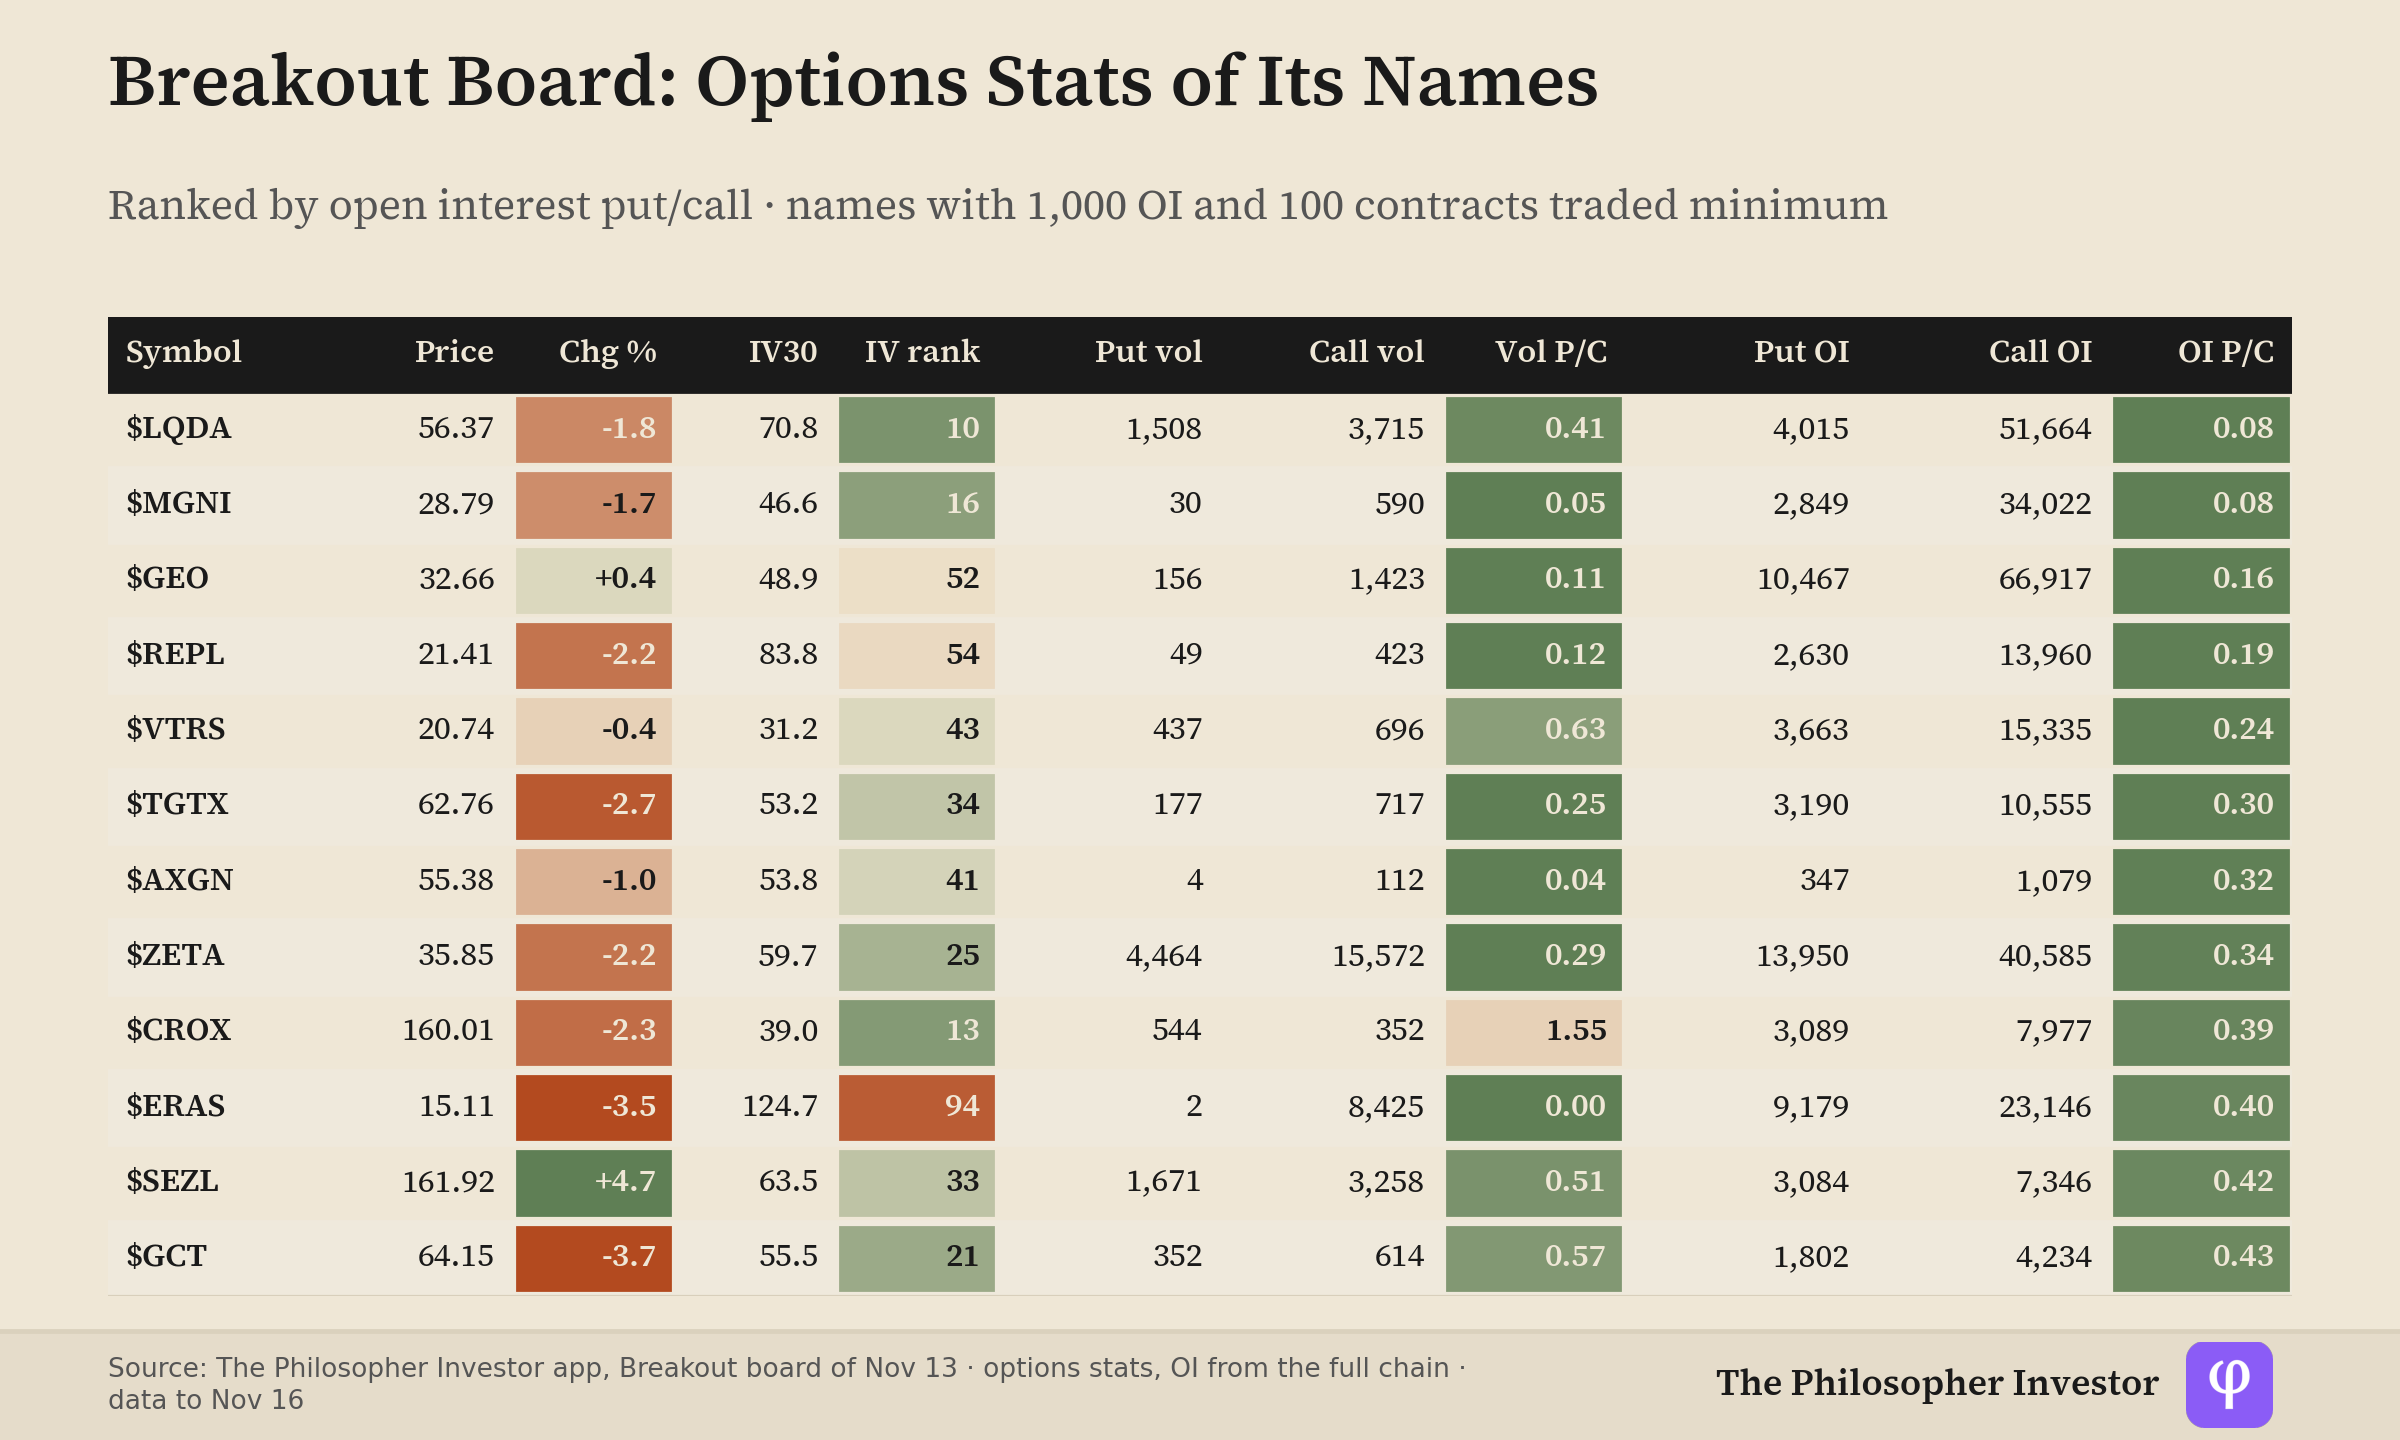 Breakout Board: Options Stats of Its Names
Ranked by open interest put/call · names with 1,000 OI and 100 contracts traded minimum
Symbol Price Chg % IV30 IV rank Put vol Call vol Vol P/C Put OI Call OI OI P/C
$LQDA 56.37 -1.8 70.8 10 1,508 3,715 0.41 4,015 51,664 0.08
$MGNI 28.79 -1.7 46.6 16 30 590 0.05 2,849 34,022 0.08
$GEO 32.66 +0.4 48.9 52 156 1,423 0.11 10,467 66,917 0.16
$REPL 21.41 -2.2 83.8 54 49 423 0.12 2,630 13,960 0.19
$VTRS 20.74 -0.4 31.2 43 437 696 0.63 3,663 15,335 0.24
$TGTX 62.76 -2.7 53.2 34 177 717 0.25 3,190 10,555 0.30
$AXGN 55.38 -1.0 53.8 41 4 112 0.04 347 1,079 0.32
$ZETA 35.85 -2.2 59.7 25 4,464 15,572 0.29 13,950 40,585 0.34
$CROX 160.01 -2.3 39.0 13 544 352 1.55 3,089 7,977 0.39
$ERAS 15.11 -3.5 124.7 94 2 8,425 0.00 9,179 23,146 0.40
$SEZL 161.92 +4.7 63.5 33 1,671 3,258 0.51 3,084 7,346 0.42
$GCT 64.15 -3.7 55.5 21 352 614 0.57 1,802 4,234 0.43
Source: The Philosopher Investor app, Breakout board of Nov 13 · options stats, OI from the full chain ·
data to Nov 16
The Philosopher Investor φ